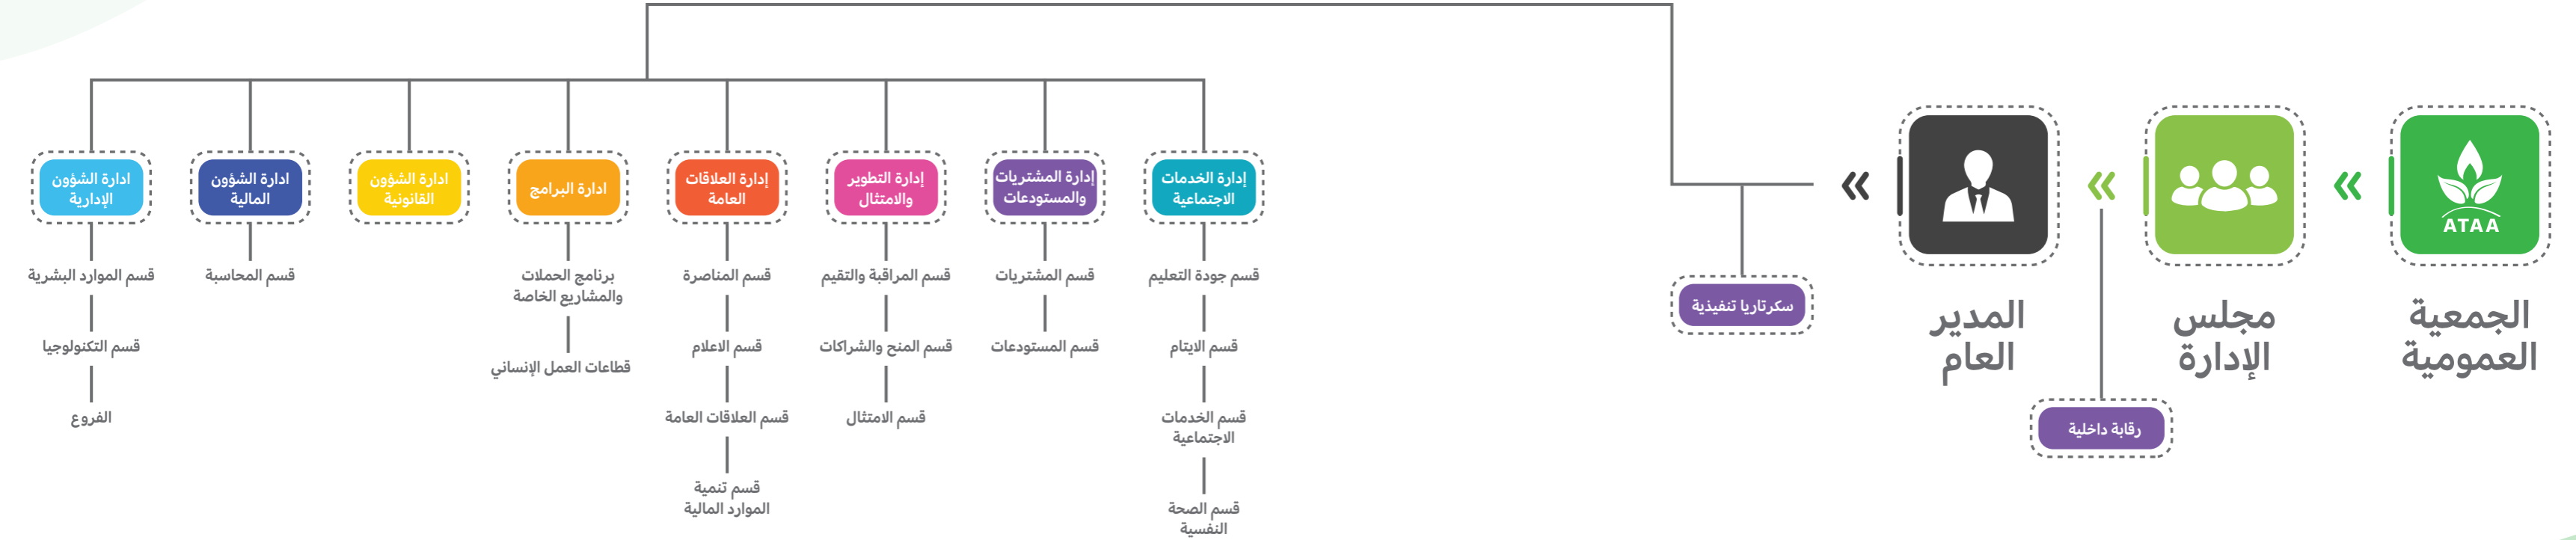 ATAA
الجمعية
العمومية
مجلس
الإدارة
المدير
العام
رقابة داخلية
سكرتاريا تنفيذية
إدارة الخدمات
الاجتماعية
قسم جودة التعليم
قسم الايتام
قسم الخدمات
الاجتماعية
قسم الصحة
النفسية
إدارة المشتريات
والمستودعات
قسم المشتريات
قسم المستودعات
إدارة التطوير
والامتثال
قسم المراقبة والتقيم
قسم المنح والشراكات
قسم الامتثال
إدارة العلاقات
العامة
قسم المناصرة
قسم الاعلام
قسم العلاقات العامة
قسم تنمية
الموارد المالية
ادارة البرامج
برنامج الحملات
والمشاريع الخاصة
قطاعات العمل الإنساني
ادارة الشؤون
القانونية
ادارة الشؤون
المالية
قسم المحاسبة
ادارة الشؤون
الإدارية
قسم الموارد البشرية
قسم التكنولوجيا
الفروع